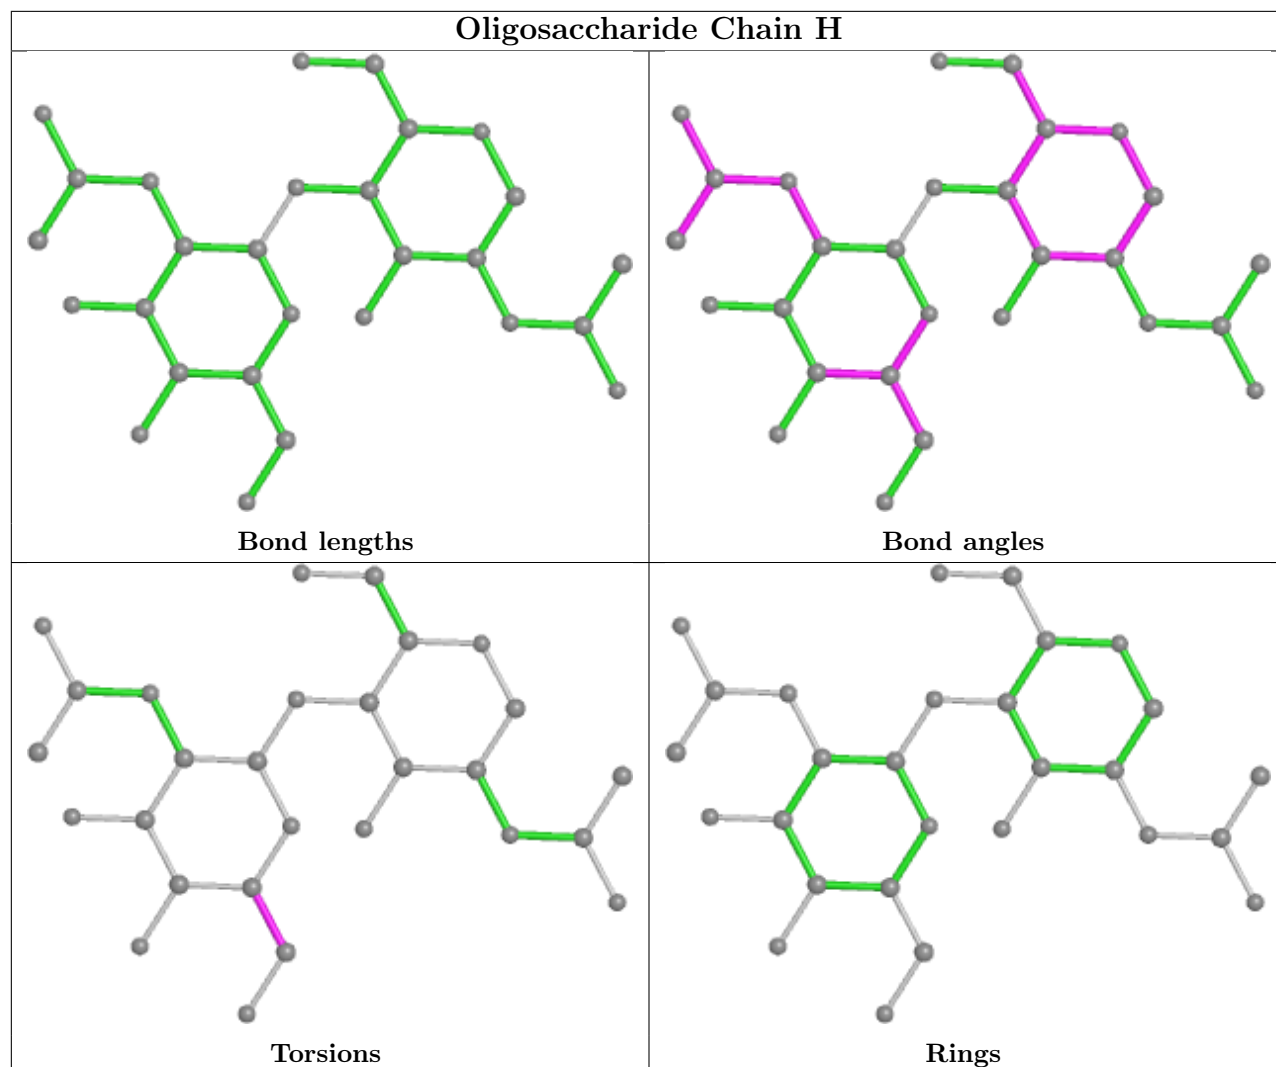 Oligosaccharide Chain H
Bond lengths
Bond angles
Torsions
Rings